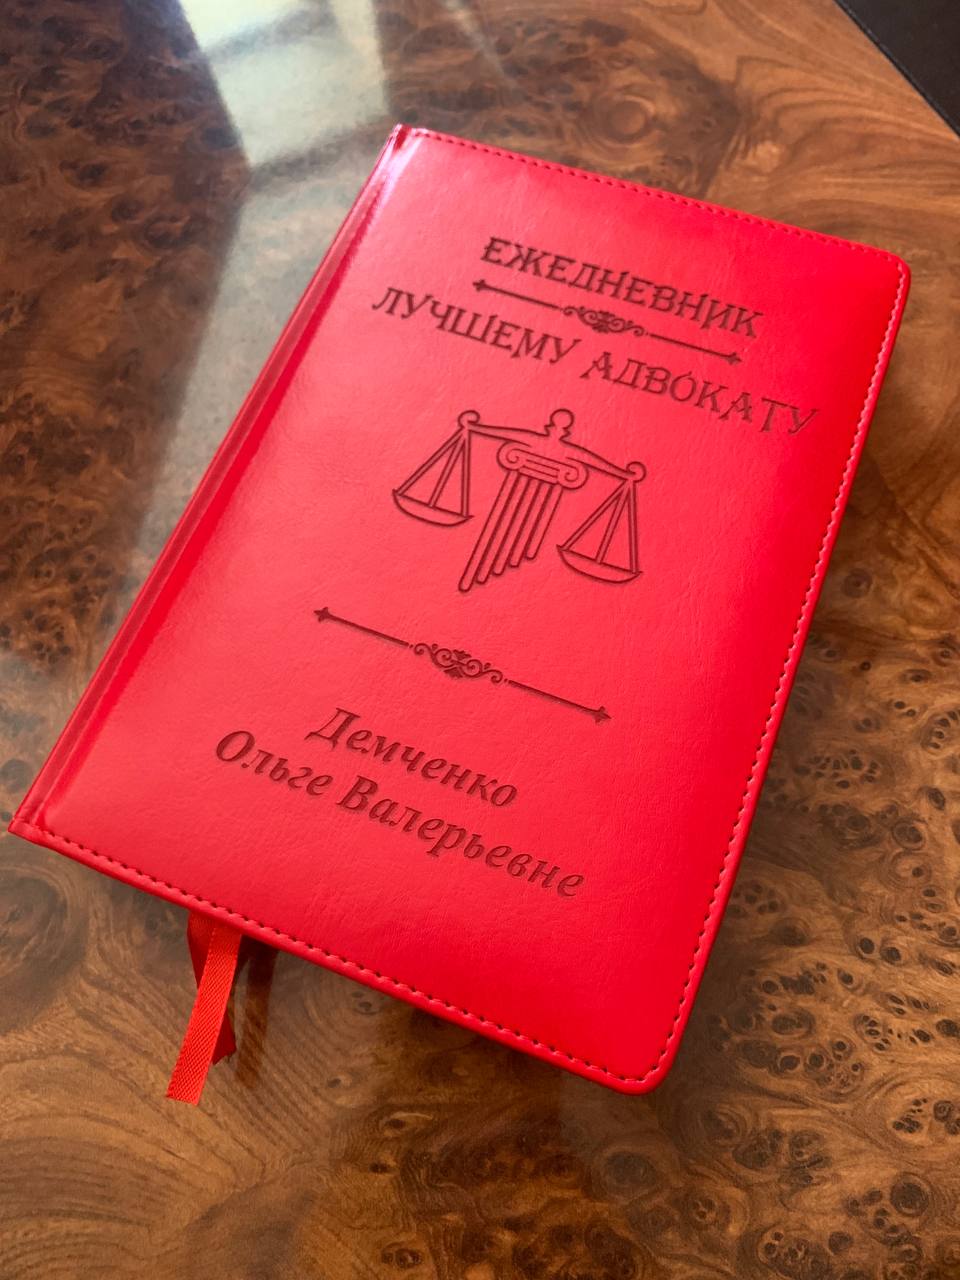 ЕЖЕДНЕВНИК
ЛУЧШЕМУ АДВОКАТУ
Демченко
Ольге Валерьевне